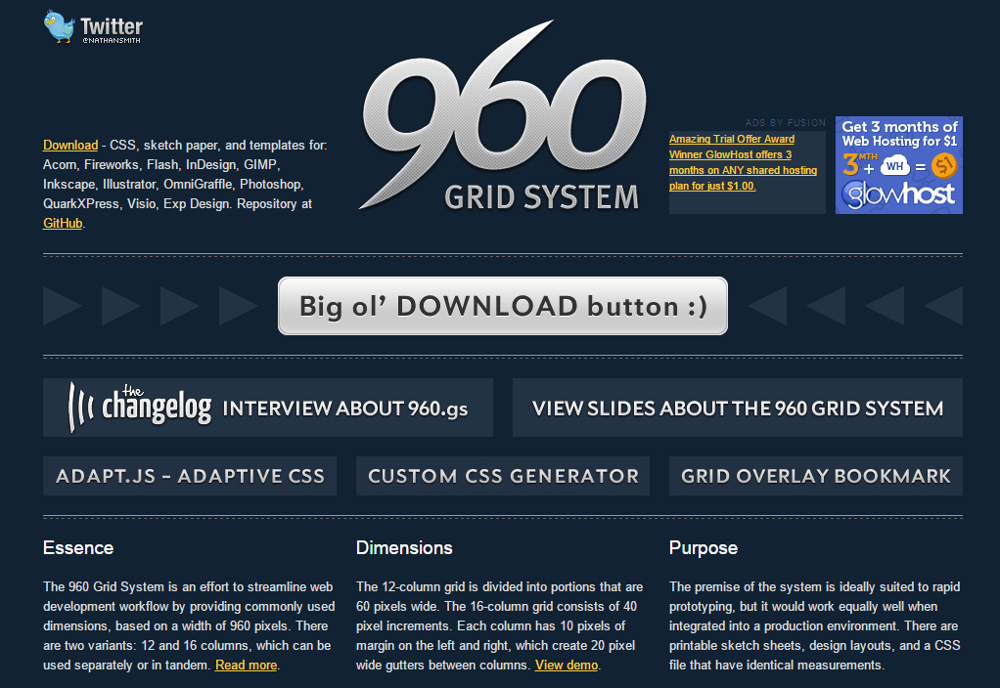 Twitter
@NATHANSMITH
960
GRID SYSTEM
Download - CSS, sketch paper, and templates for:
Acorn, Fireworks, Flash, InDesign, GIMP,
Inkscape, Illustrator, OmniGraffle, Photoshop,
QuarkXPress, Visio, Exp Design. Repository at
GitHub.
ADS BY FUSION
Amazing Trial Offer Award
Winner GlowHost offers 3
months on ANY shared hosting
plan for just $1.00.
Get 3 months of
Web Hosting for $1
3 MTH + WH = $1
glowhost
Big ol’ DOWNLOAD button :)
the changelog INTERVIEW ABOUT 960.gs
VIEW SLIDES ABOUT THE 960 GRID SYSTEM
ADAPT.JS – ADAPTIVE CSS
CUSTOM CSS GENERATOR
GRID OVERLAY BOOKMARK
Essence
The 960 Grid System is an effort to streamline web
development workflow by providing commonly used
dimensions, based on a width of 960 pixels. There
are two variants: 12 and 16 columns, which can be
used separately or in tandem. Read more.
Dimensions
The 12-column grid is divided into portions that are
60 pixels wide. The 16-column grid consists of 40
pixel increments. Each column has 10 pixels of
margin on the left and right, which create 20 pixel
wide gutters between columns. View demo.
Purpose
The premise of the system is ideally suited to rapid
prototyping, but it would work equally well when
integrated into a production environment. There are
printable sketch sheets, design layouts, and a CSS
file that have identical measurements.